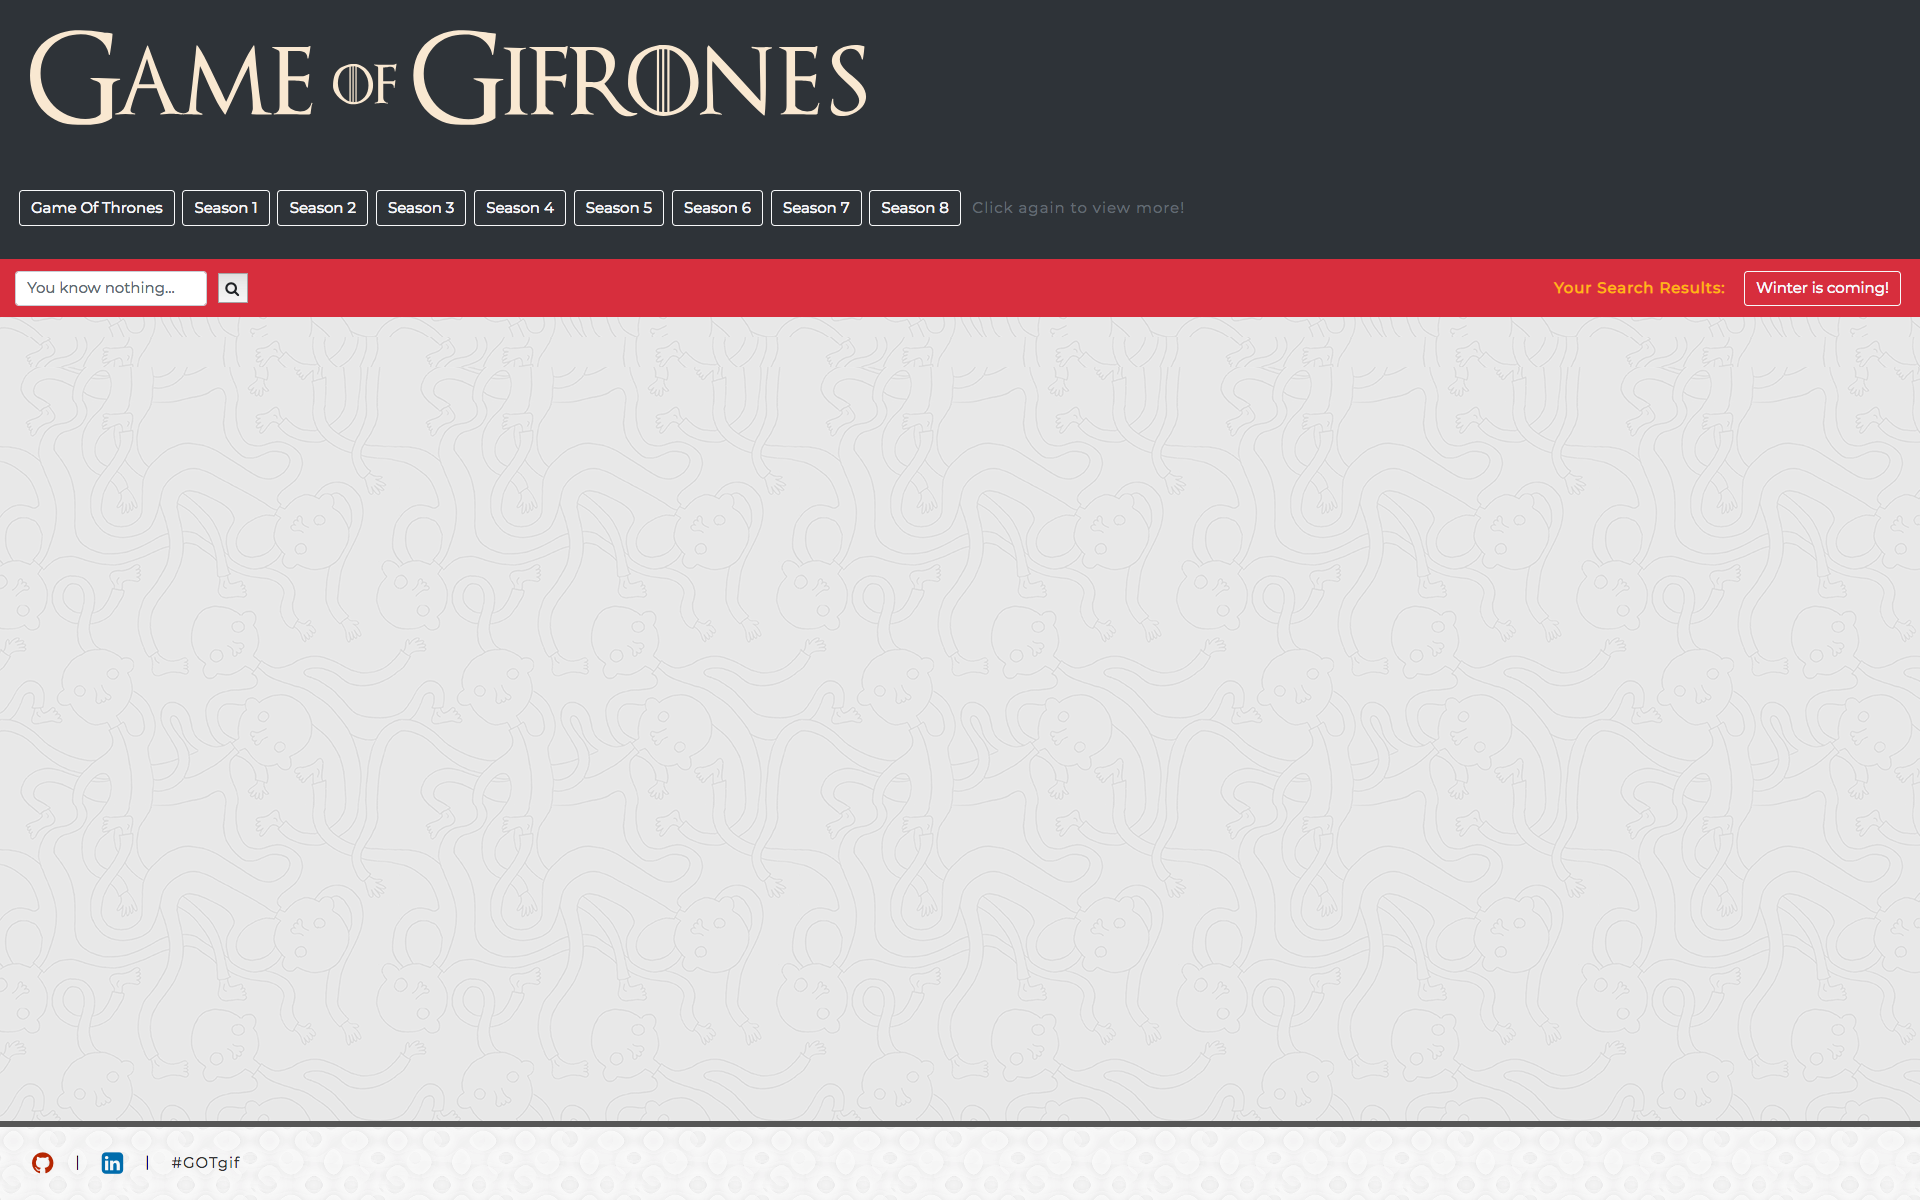 GAME OF GIFRONES
Game Of Thrones Season 1 Season 2 Season 3 Season 4 Season 5 Season 6 Season 7 Season 8 Click again to view more!
You know nothing... Your Search Results: Winter is coming!
| | #GOTgif